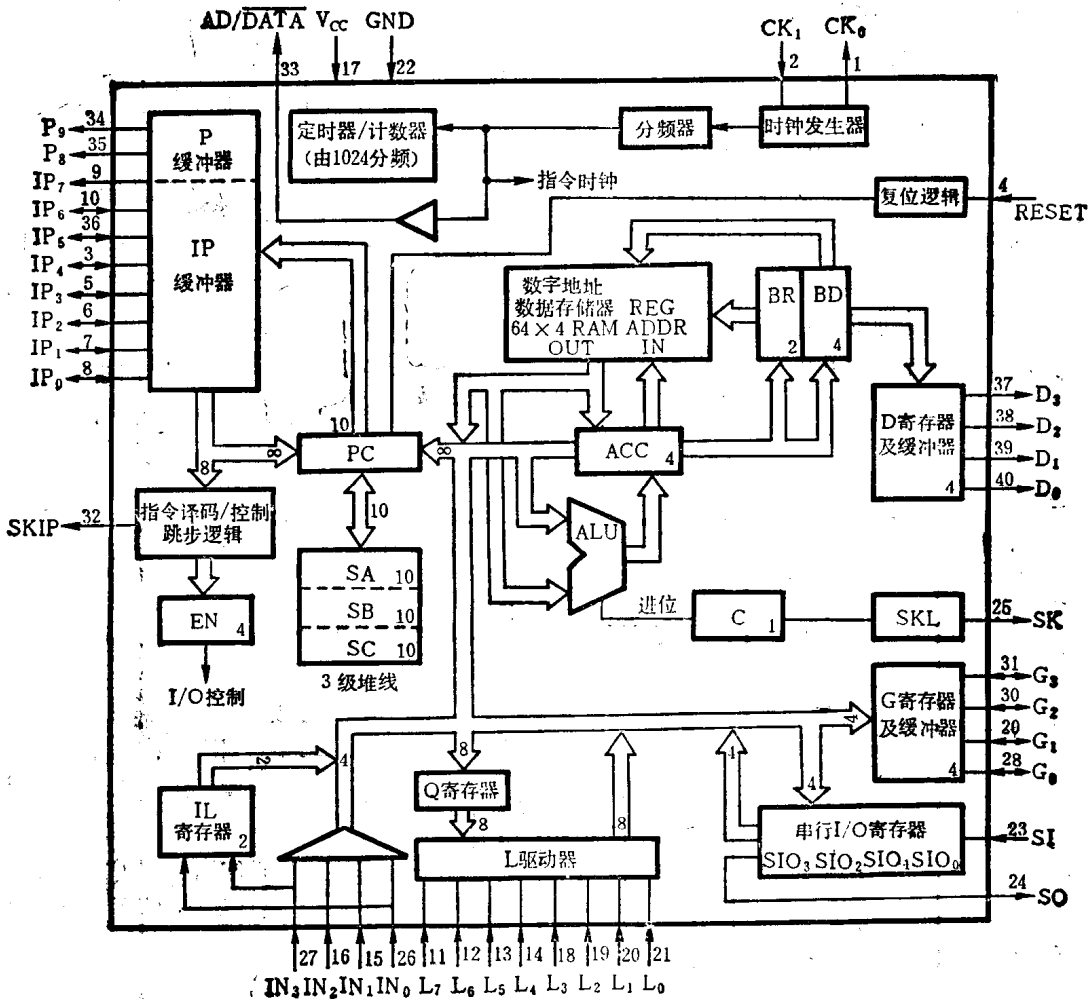 AD/DATA V_CC GND
CK₁ CK₀
33 17 22 2 1
P₉ 34
P₈ 35
IP₇ 9
IP₆ 10
IP₅ 36
IP₄ 3
IP₃ 5
IP₂ 6
IP₁ 7
IP₀ 8
P
缓冲器
IP
缓冲器
定时器/计数器
(由1024分频)
分频器
时钟发生器
指令时钟
复位逻辑
4
RESET
数字地址
数据存储器 REG
64×4 RAM ADDR
OUT IN
BR BD
2 4
D寄存器
及缓冲器
4
37 D₃
38 D₂
39 D₁
40 D₀
10
PC
8
8
8
ACC 4
10
指令译码/控制
跳步逻辑
SKIP 32
EN 4
I/O控制
SA 10
SB 10
SC 10
3级堆线
ALU
进位
C 1
SKL
25 SK
G寄存器
及缓冲器
4
4
31 G₃
30 G₂
29 G₁
28 G₀
2
4
8
Q寄存器
8
8
4
4
IL
寄存器 2
L驱动器
串行I/O寄存器
SIO₃ SIO₂ SIO₁ SIO₀
23 SI
24 SO
27 16 15 26 11 12 13 14 18 19 20 21
IN₃ IN₂ IN₁ IN₀ L₇ L₆ L₅ L₄ L₃ L₂ L₁ L₀